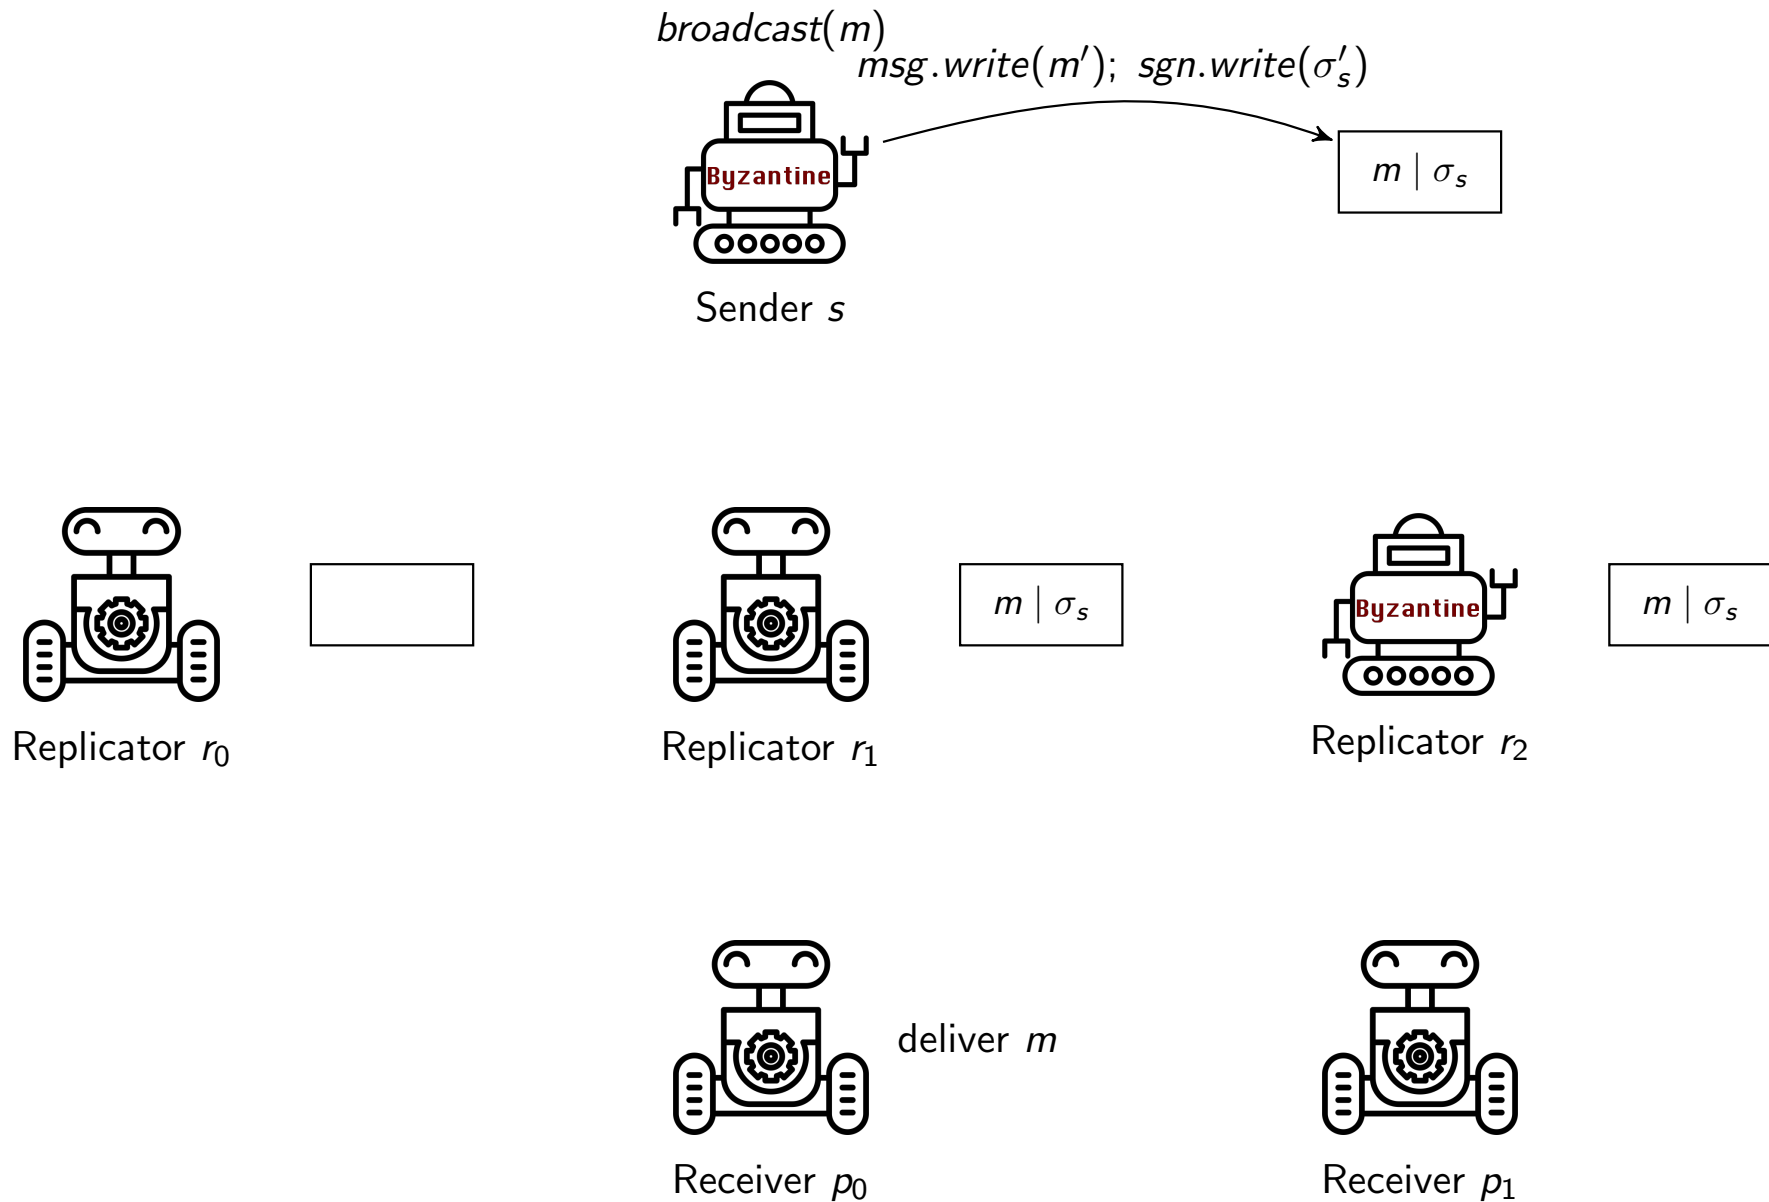 broadcast(m)
msg.write(m′); sgn.write(σ′ₛ)
Byzantine
m | σₛ
Sender s
m | σₛ
Byzantine
m | σₛ
Replicator r₀
Replicator r₁
Replicator r₂
deliver m
Receiver p₀
Receiver p₁